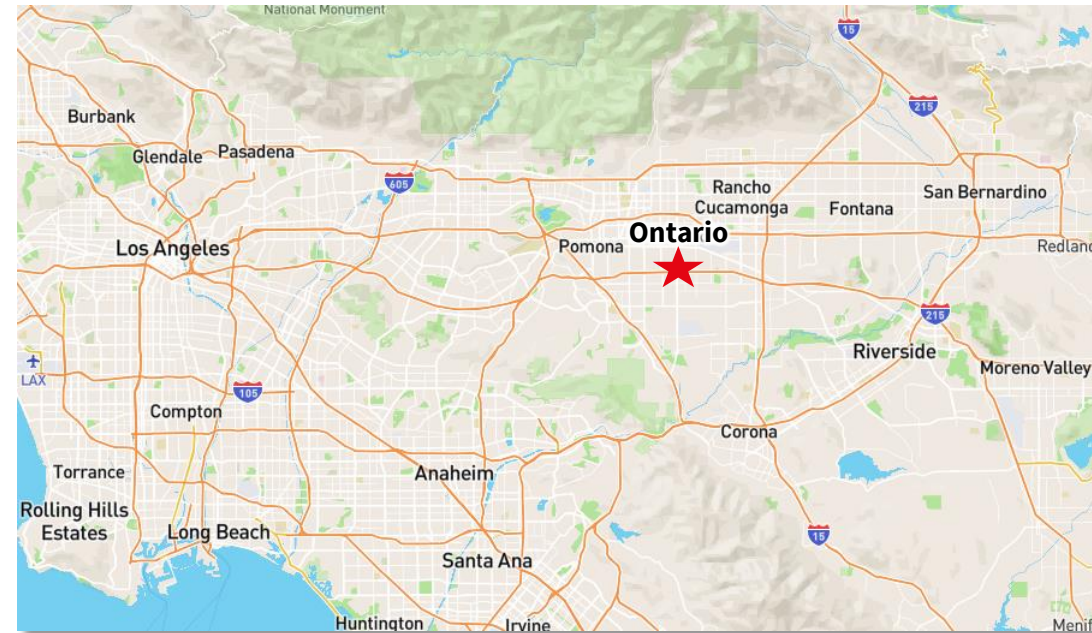 National Monument
15
215
Burbank
Glendale
Pasadena
605
Rancho
Cucamonga
San Bernardino
Fontana
Ontario
Los Angeles
Pomona
Redland
215
Riverside
LAX
Moreno Valley
105
Compton
Corona
Torrance
Anaheim
Rolling Hills
Estates
Long Beach
15
Santa Ana
Huntington
Irvine
Meni